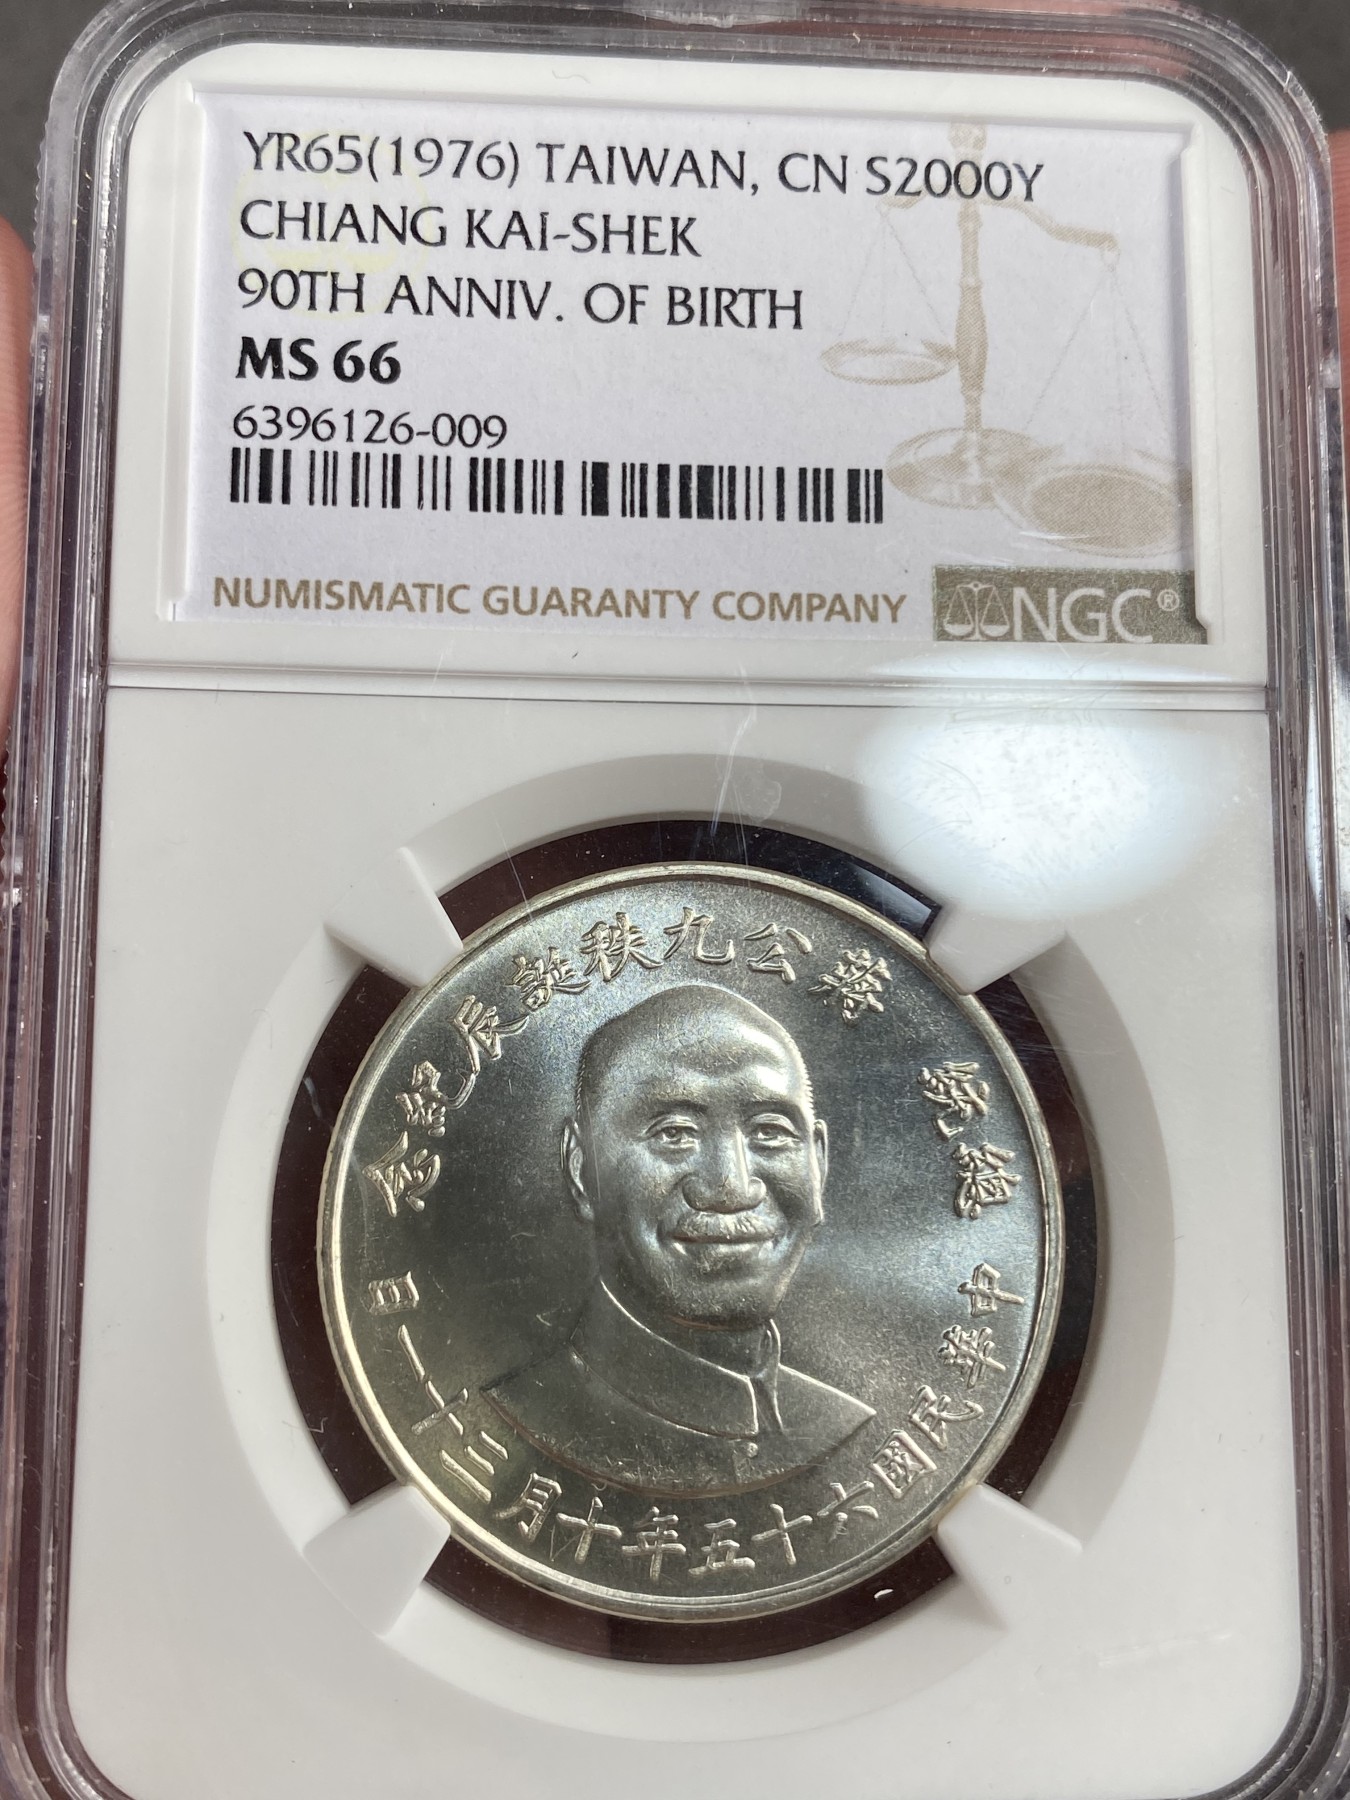 YR65(1976) TAIWAN, CN S2000Y
CHIANG KAI-SHEK
90TH ANNIV. OF BIRTH
MS 66
6396126-009
NUMISMATIC GUARANTY COMPANY
NGC®
總統 蔣公九秩誕辰紀念
中華民國六十五年十月三十一日